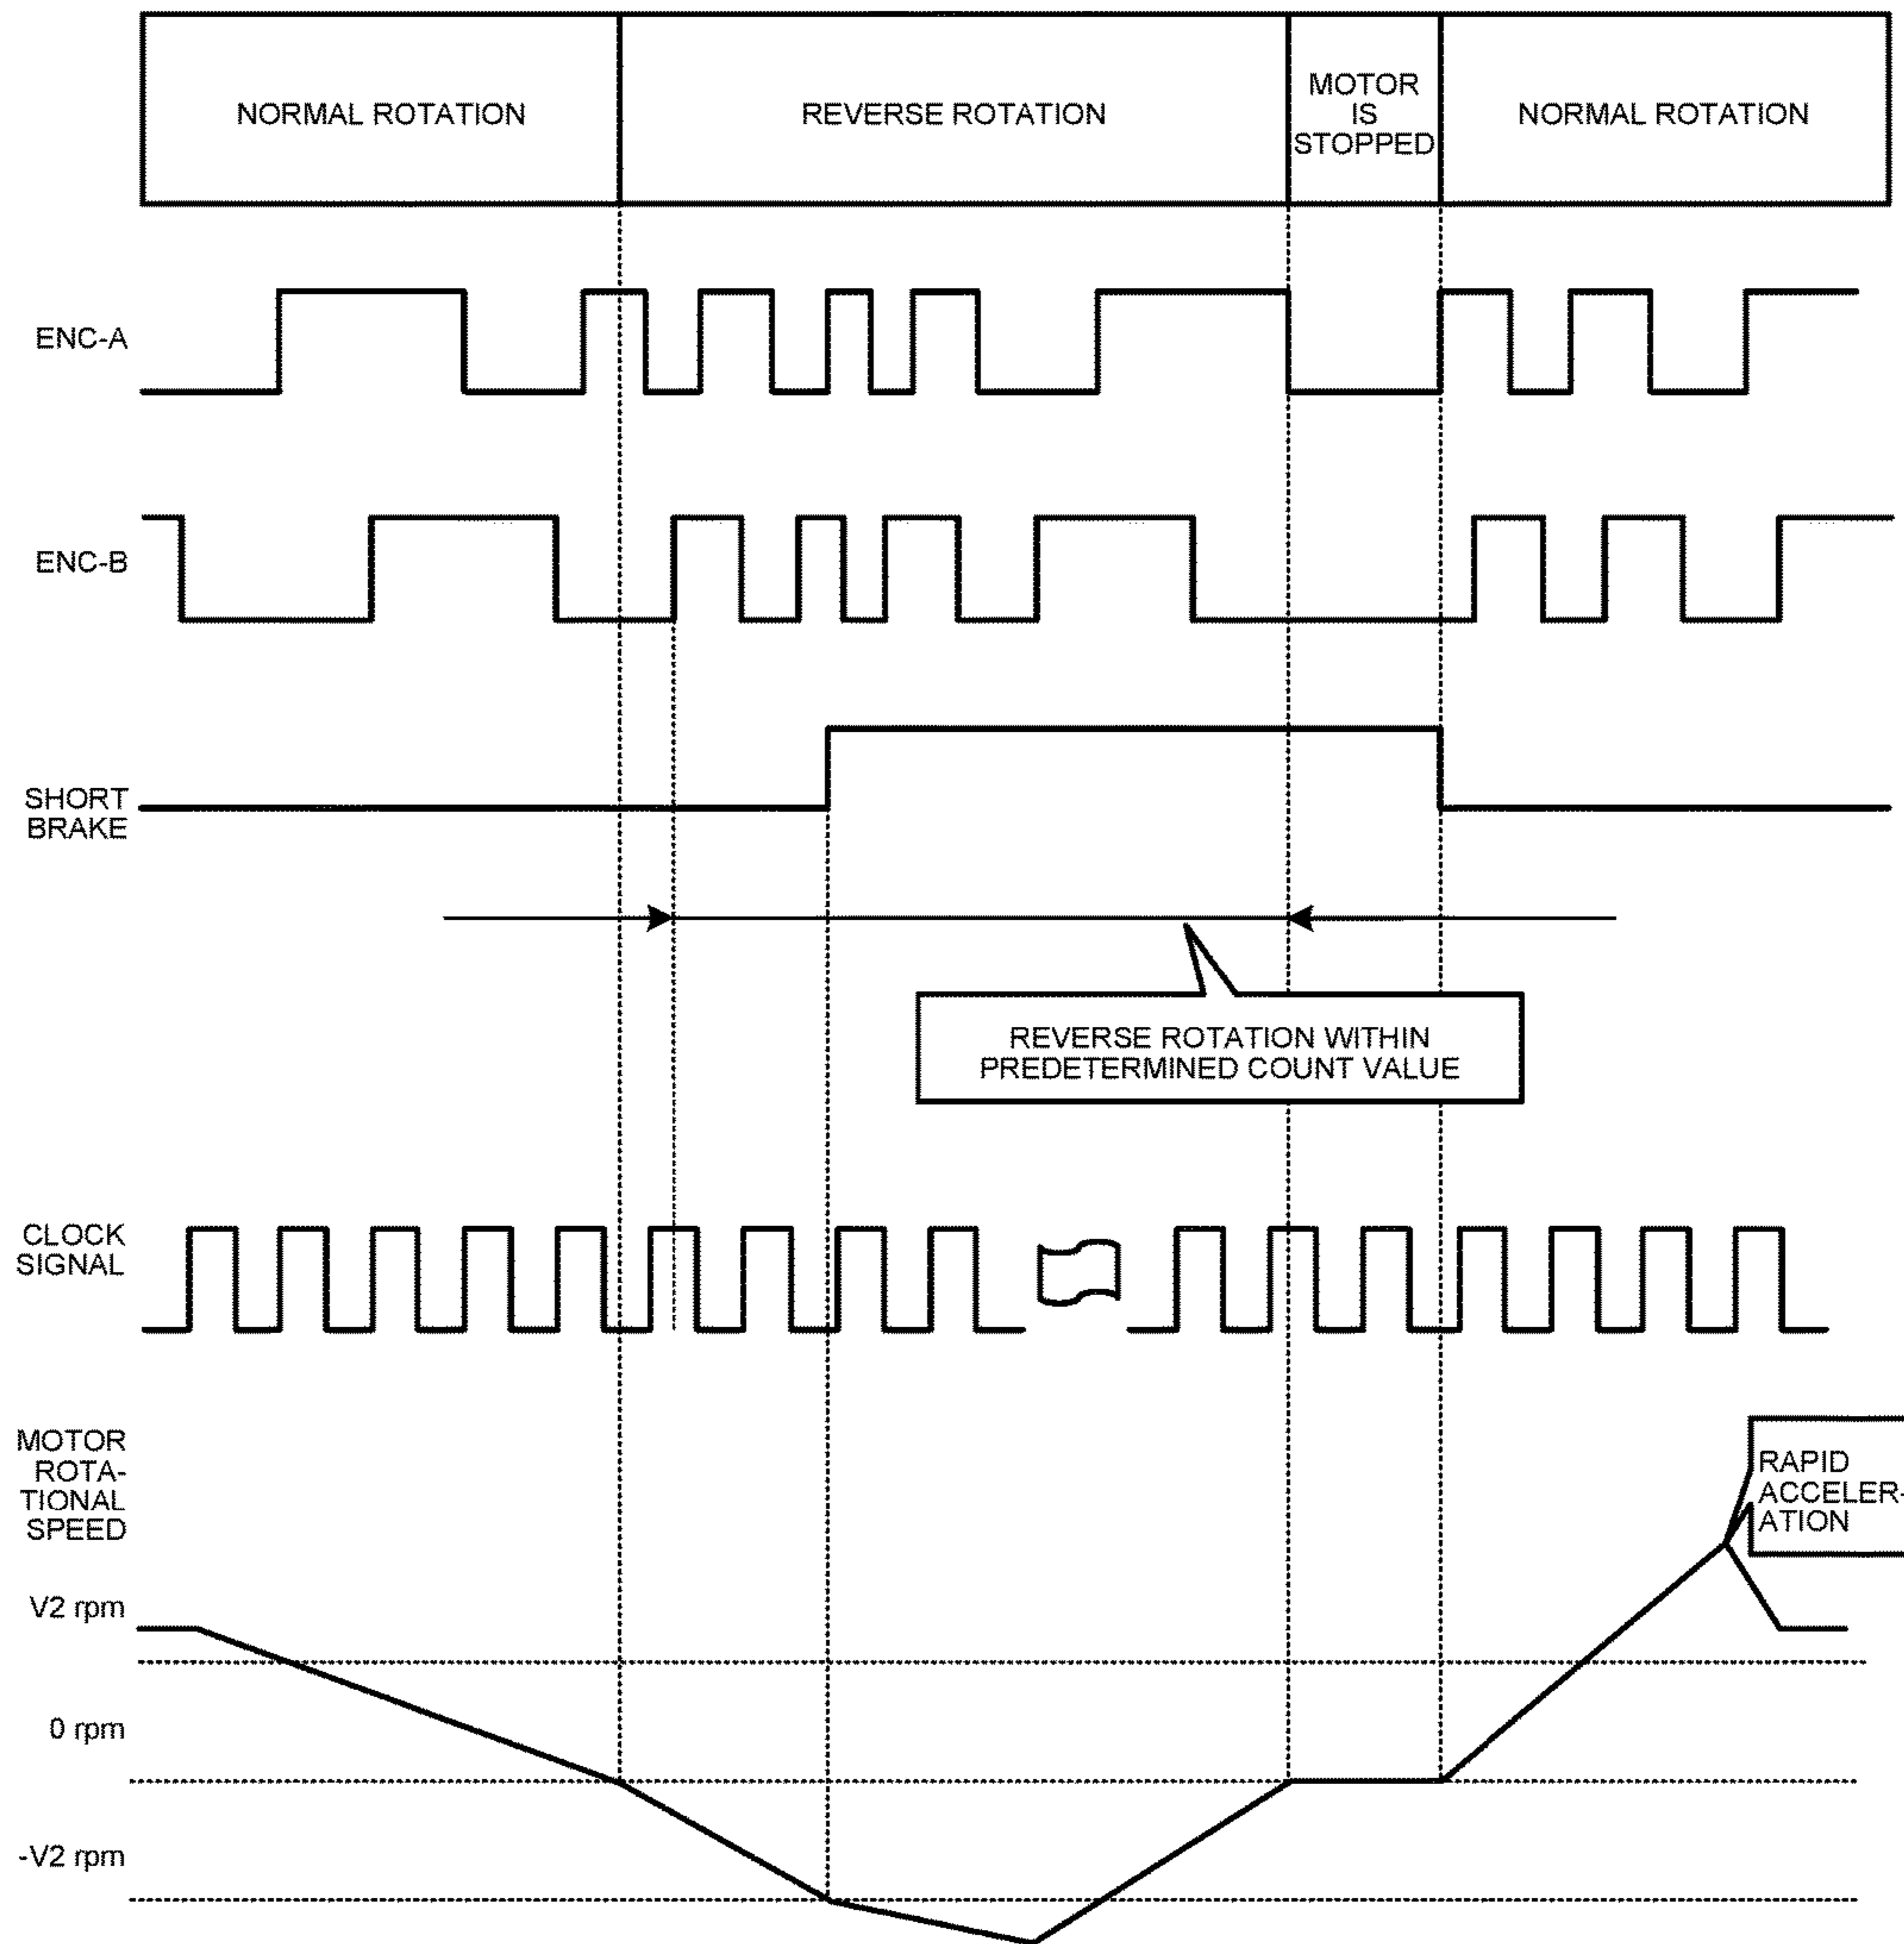 NORMAL ROTATION
REVERSE ROTATION
MOTOR
IS
STOPPED
NORMAL ROTATION
ENC-A
ENC-B
SHORT
BRAKE
REVERSE ROTATION WITHIN
PREDETERMINED COUNT VALUE
CLOCK
SIGNAL
MOTOR
ROTA-
TIONAL
SPEED
RAPID
ACCELER-
ATION
V2 rpm
0 rpm
-V2 rpm